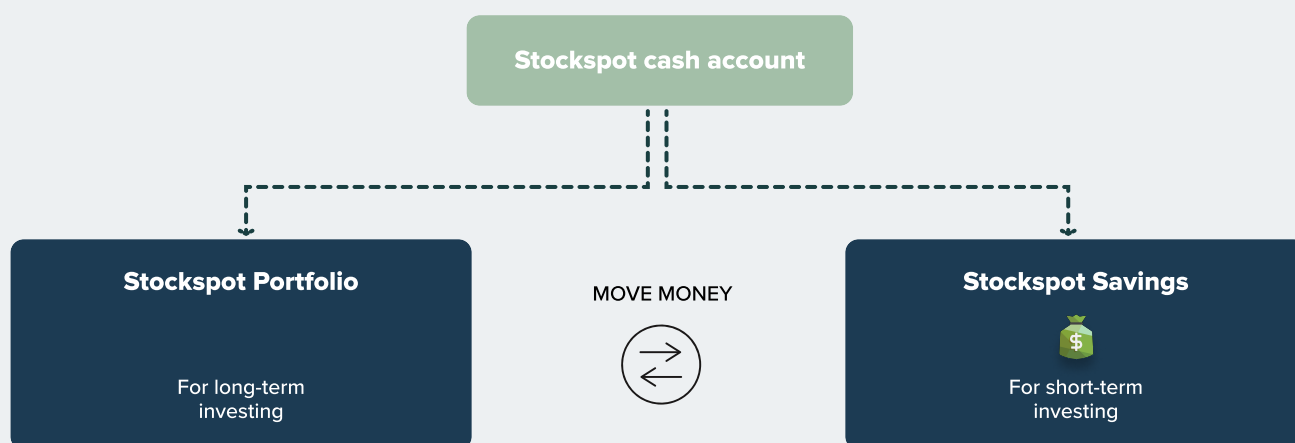 Stockspot cash account
Stockspot Portfolio
For long-term
investing
MOVE MONEY
Stockspot Savings
$
For short-term
investing